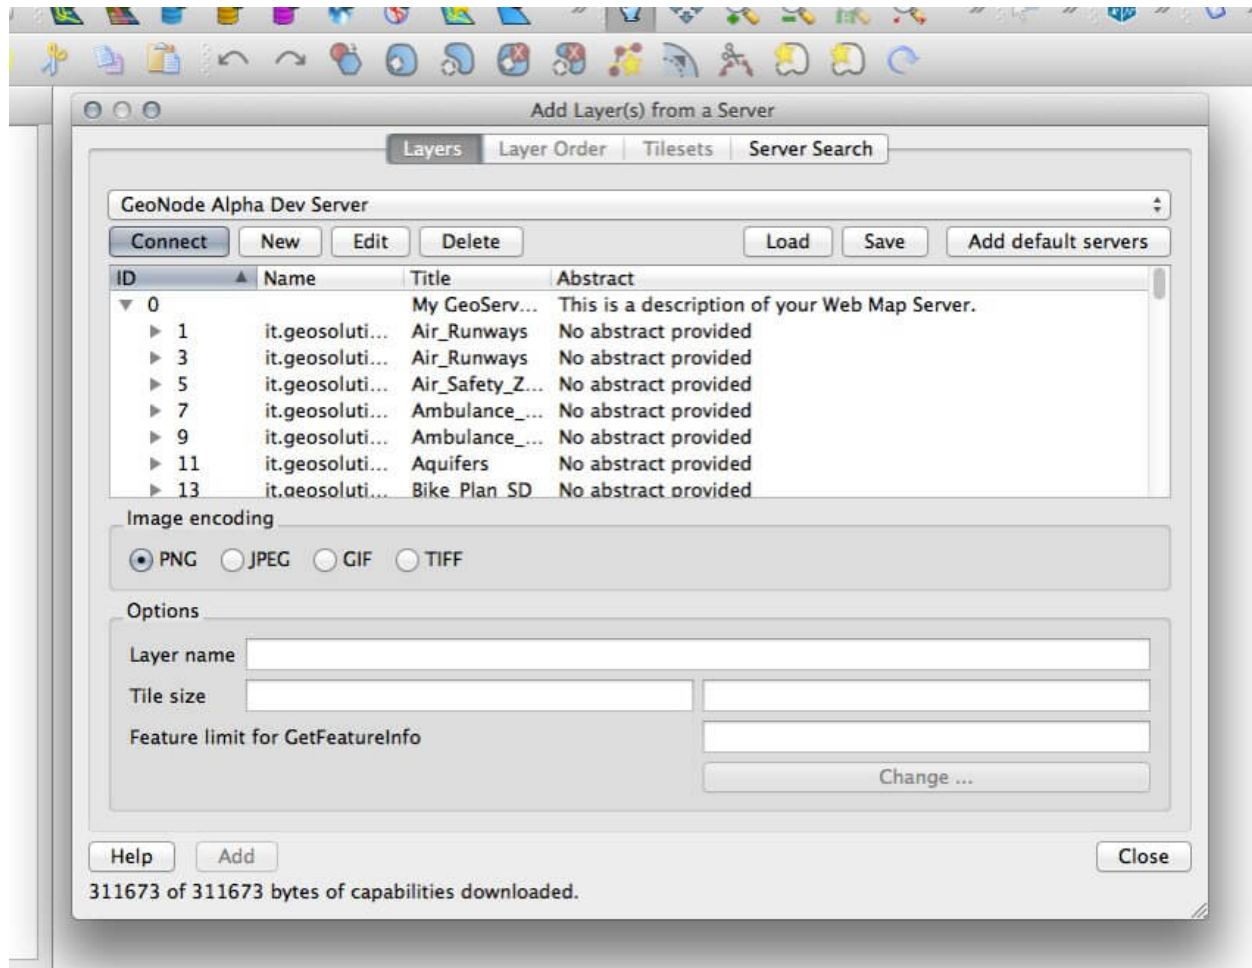 Add Layer(s) from a Server
Layers Layer Order Tilesets Server Search
GeoNode Alpha Dev Server
Connect New Edit Delete Load Save Add default servers
ID Name Title Abstract
0 My GeoServ... This is a description of your Web Map Server.
1 it.geosoluti... Air_Runways No abstract provided
3 it.geosoluti... Air_Runways No abstract provided
5 it.geosoluti... Air_Safety_Z... No abstract provided
7 it.geosoluti... Ambulance_... No abstract provided
9 it.geosoluti... Ambulance_... No abstract provided
11 it.geosoluti... Aquifers No abstract provided
13 it.geosoluti... Bike_Plan_SD No abstract provided
Image encoding
PNG JPEG GIF TIFF
Options
Layer name
Tile size
Feature limit for GetFeatureInfo
Change ...
Help Add Close
311673 of 311673 bytes of capabilities downloaded.